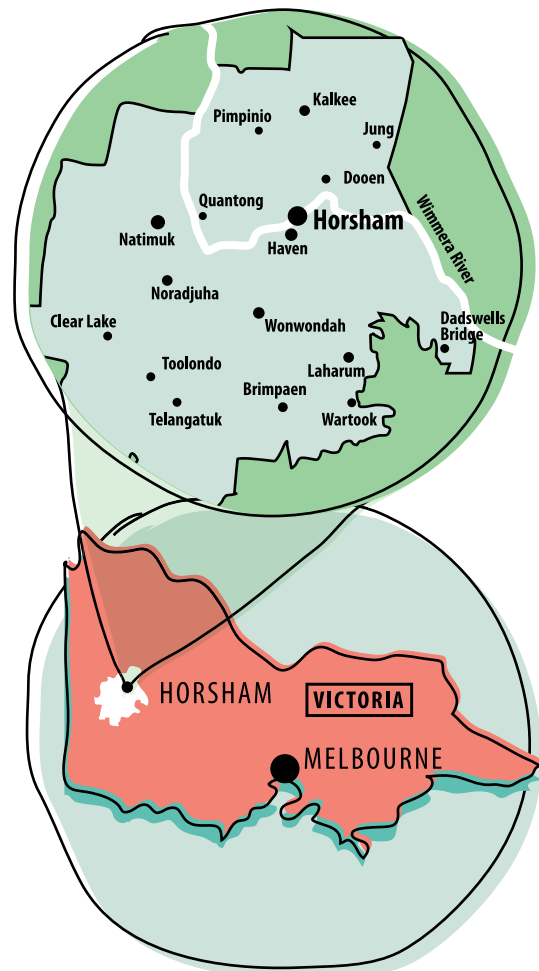 Kalkee
Pimpinio
Jung
Dooen
Quantong
Horsham
Natimuk
Haven
Wimmera River
Noradjuha
Clear Lake
Wonwondah
Dadswells
Bridge
Toolondo
Laharum
Brimpaen
Telangatuk
Wartook
HORSHAM
VICTORIA
MELBOURNE